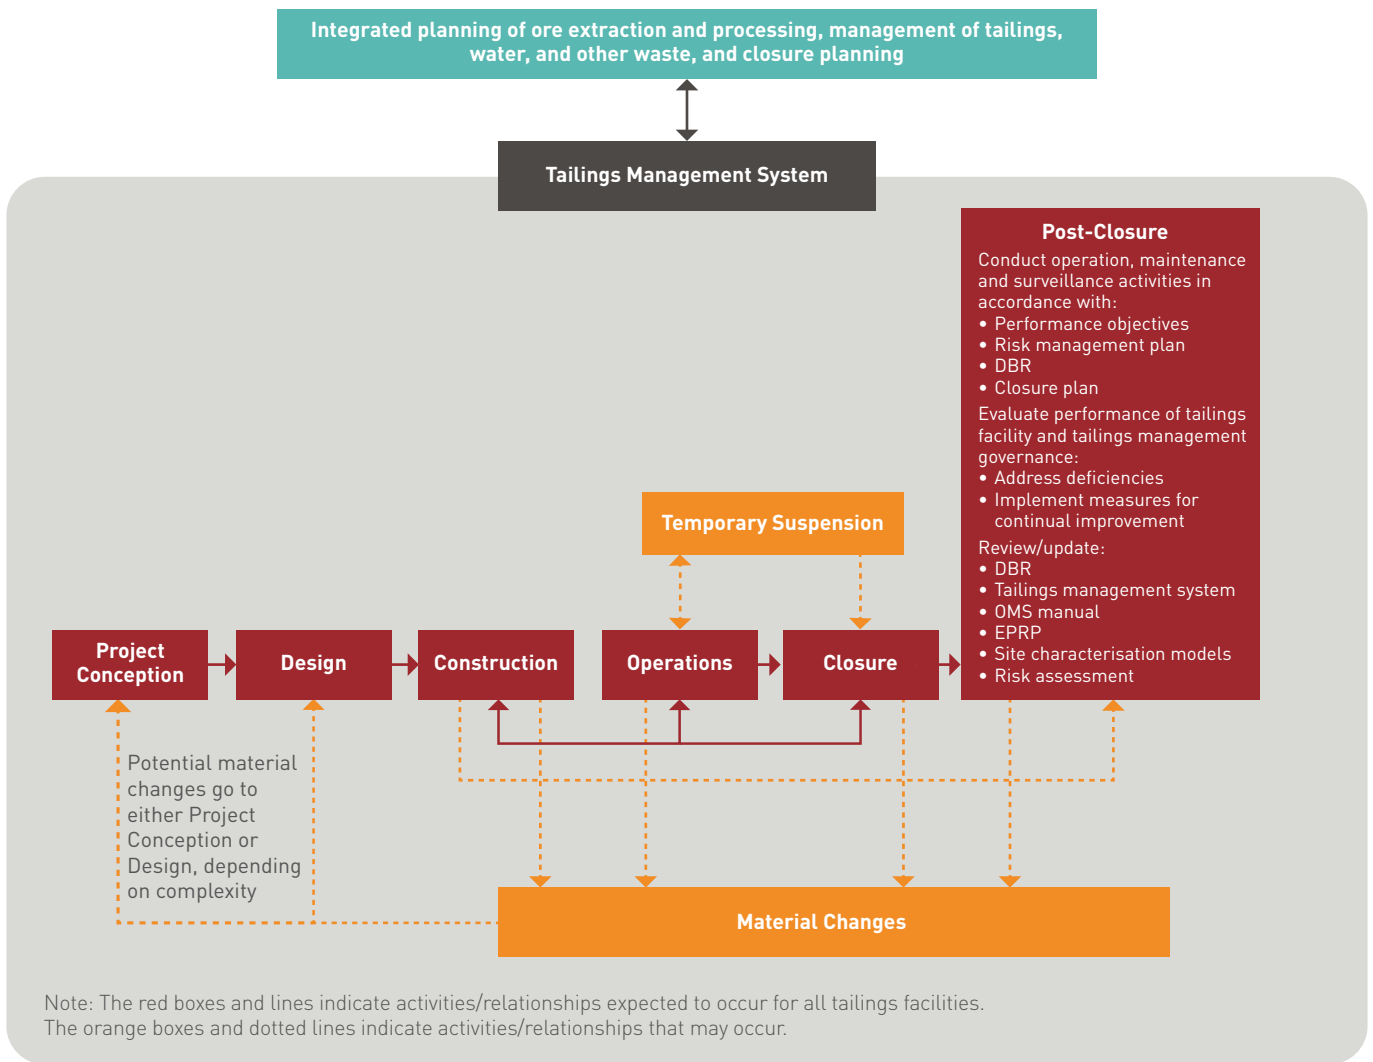 Integrated planning of ore extraction and processing, management of tailings,
water, and other waste, and closure planning
Tailings Management System
Post-Closure
Conduct operation, maintenance
and surveillance activities in
accordance with:
• Performance objectives
• Risk management plan
• DBR
• Closure plan
Evaluate performance of tailings
facility and tailings management
governance:
• Address deficiencies
• Implement measures for
continual improvement
Review/update:
• DBR
• Tailings management system
• OMS manual
• EPRP
• Site characterisation models
• Risk assessment
Temporary Suspension
Project
Conception
Design
Construction
Operations
Closure
Potential material
changes go to
either Project
Conception or
Design, depending
on complexity
Material Changes
Note: The red boxes and lines indicate activities/relationships expected to occur for all tailings facilities.
The orange boxes and dotted lines indicate activities/relationships that may occur.